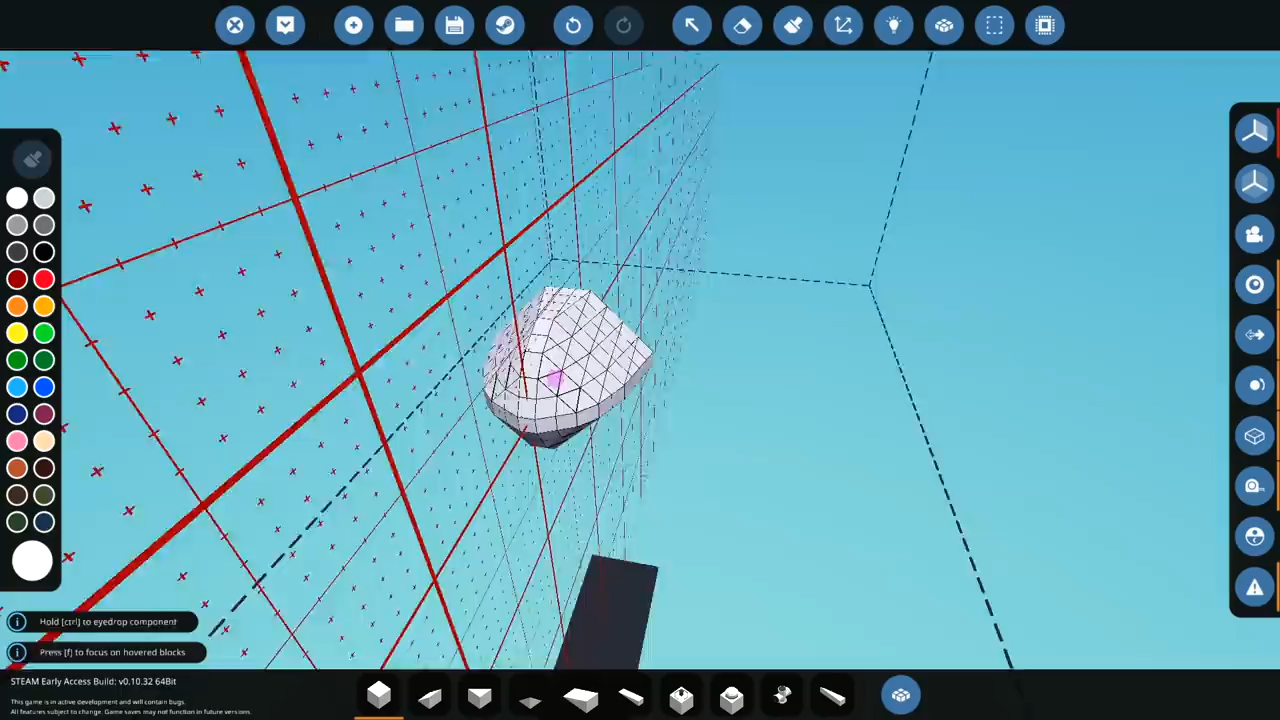 Hold [ctrl] to eyedrop component
Press [f] to focus on hovered blocks
STEAM Early Access Build: v0.10.32 64Bit
This game is in active development and will contain bugs.
All features subject to change. Game saves may not function in future versions.